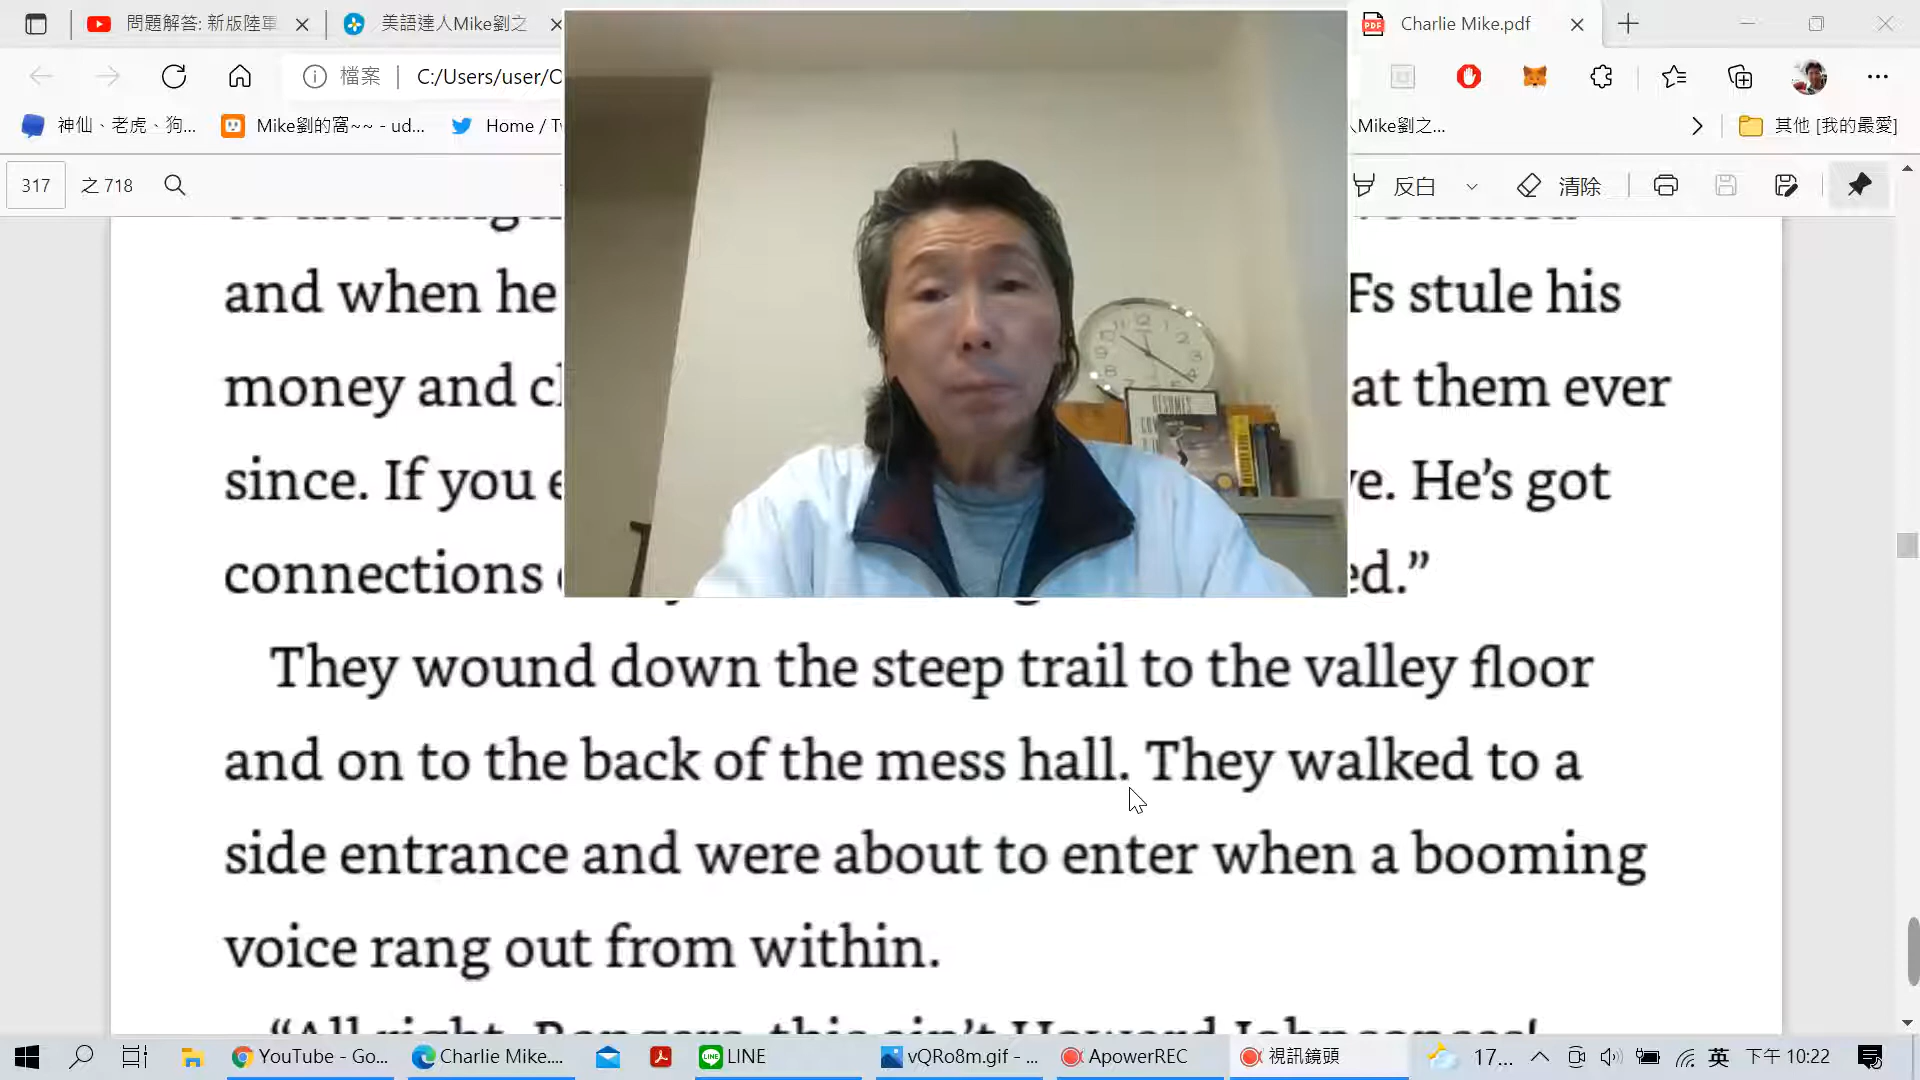 問題解答: 新版陸軍
美語達人Mike劉之
Charlie Mike.pdf
檔案
C:/Users/user/O
神仙、老虎、狗...
Mike劉的窩~~ - ud...
Home / Tw
人Mike劉之...
其他 [我的最愛]
317
之 718
反白
清除
and when he
Fs stule his
money and cl
at them ever
since. If you e
ve. He’s got
connections
ed.”
They wound down the steep trail to the valley floor
and on to the back of the mess hall. They walked to a
side entrance and were about to enter when a booming
voice rang out from within.
YouTube - Go...
Charlie Mike....
LINE
vQRo8m.gif - ...
ApowerREC
視訊鏡頭
17...
英
下午 10:22